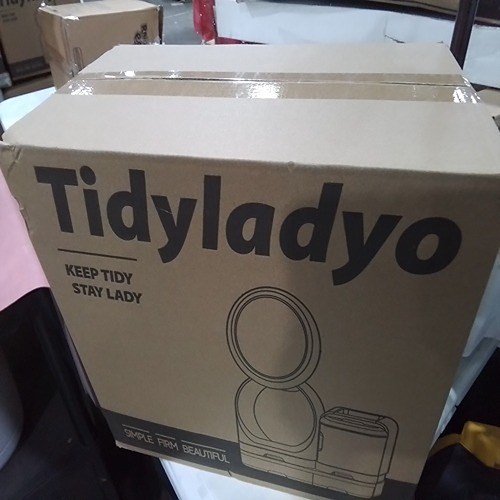 Tidyladyo
KEEP TIDY
STAY LADY
SIMPLE FIRM BEAUTIFUL